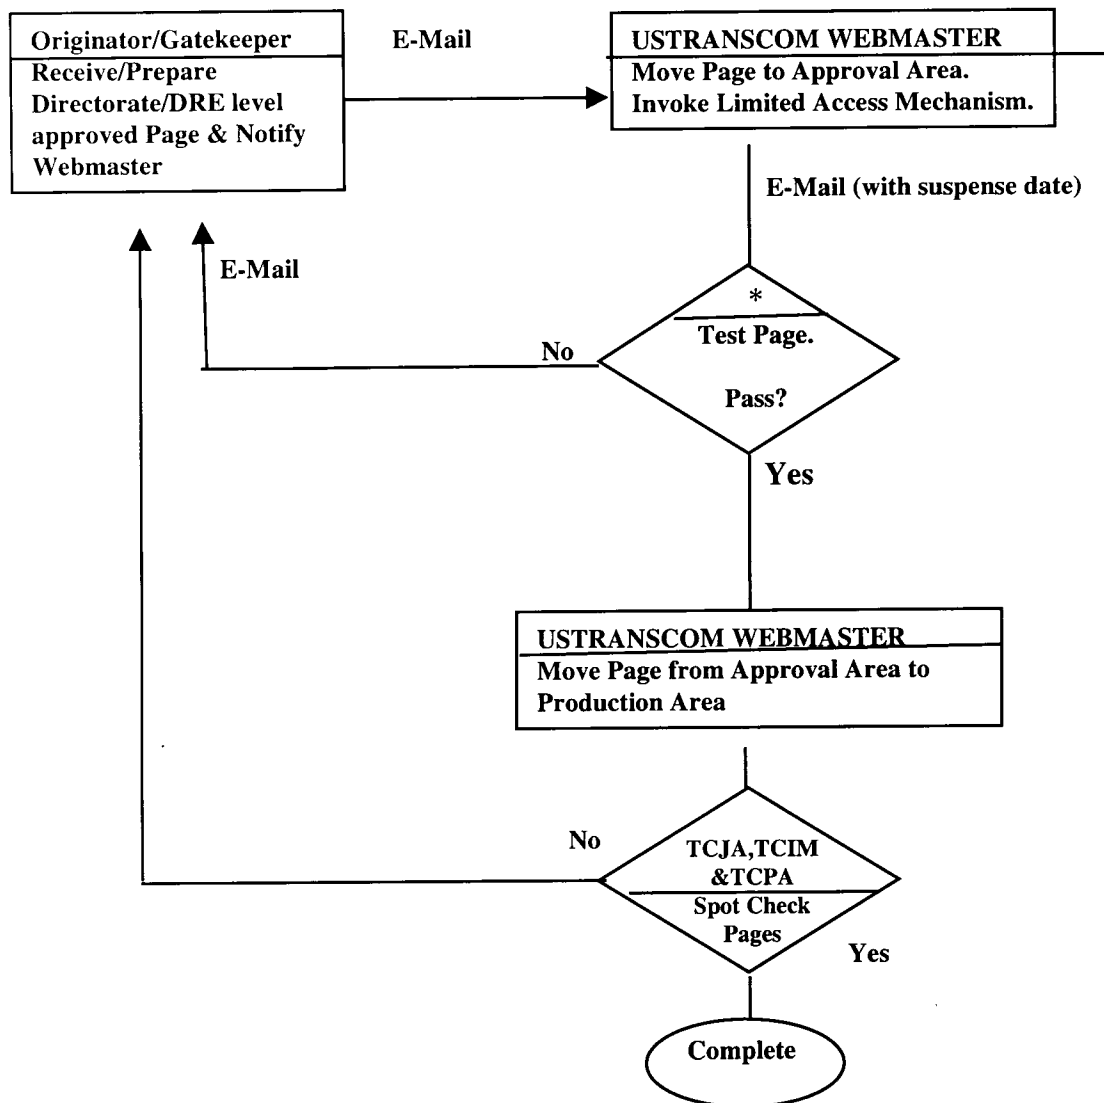 Originator/Gatekeeper
Receive/Prepare
Directorate/DRE level
approved Page & Notify
Webmaster
E-Mail
USTRANSCOM WEBMASTER
Move Page to Approval Area.
Invoke Limited Access Mechanism.
E-Mail (with suspense date)
E-Mail
*
Test Page.
No
Pass?
Yes
USTRANSCOM WEBMASTER
Move Page from Approval Area to
Production Area
No
TCJA,TCIM
&TCPA
Spot Check
Pages
Yes
Complete